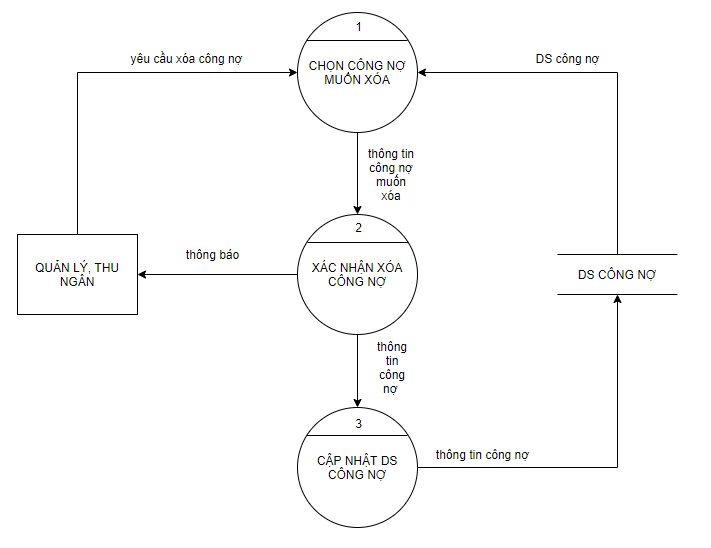 1
yêu cầu xóa công nợ
DS công nợ
CHỌN CÔNG NỢ
MUỐN XÓA
thông tin
công nợ
muốn
xóa
2
thông báo
QUẢN LÝ, THU
NGÂN
XÁC NHẬN XÓA
CÔNG NỢ
DS CÔNG NỢ
thông
tin
công
nợ
3
thông tin công nợ
CẬP NHẬT DS
CÔNG NỢ